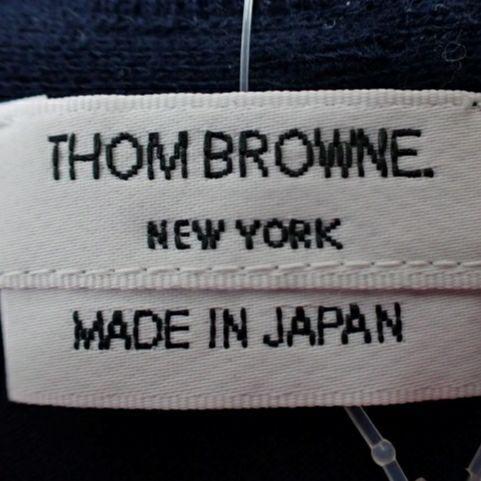 THOM BROWNE.
NEW YORK
MADE IN JAPAN